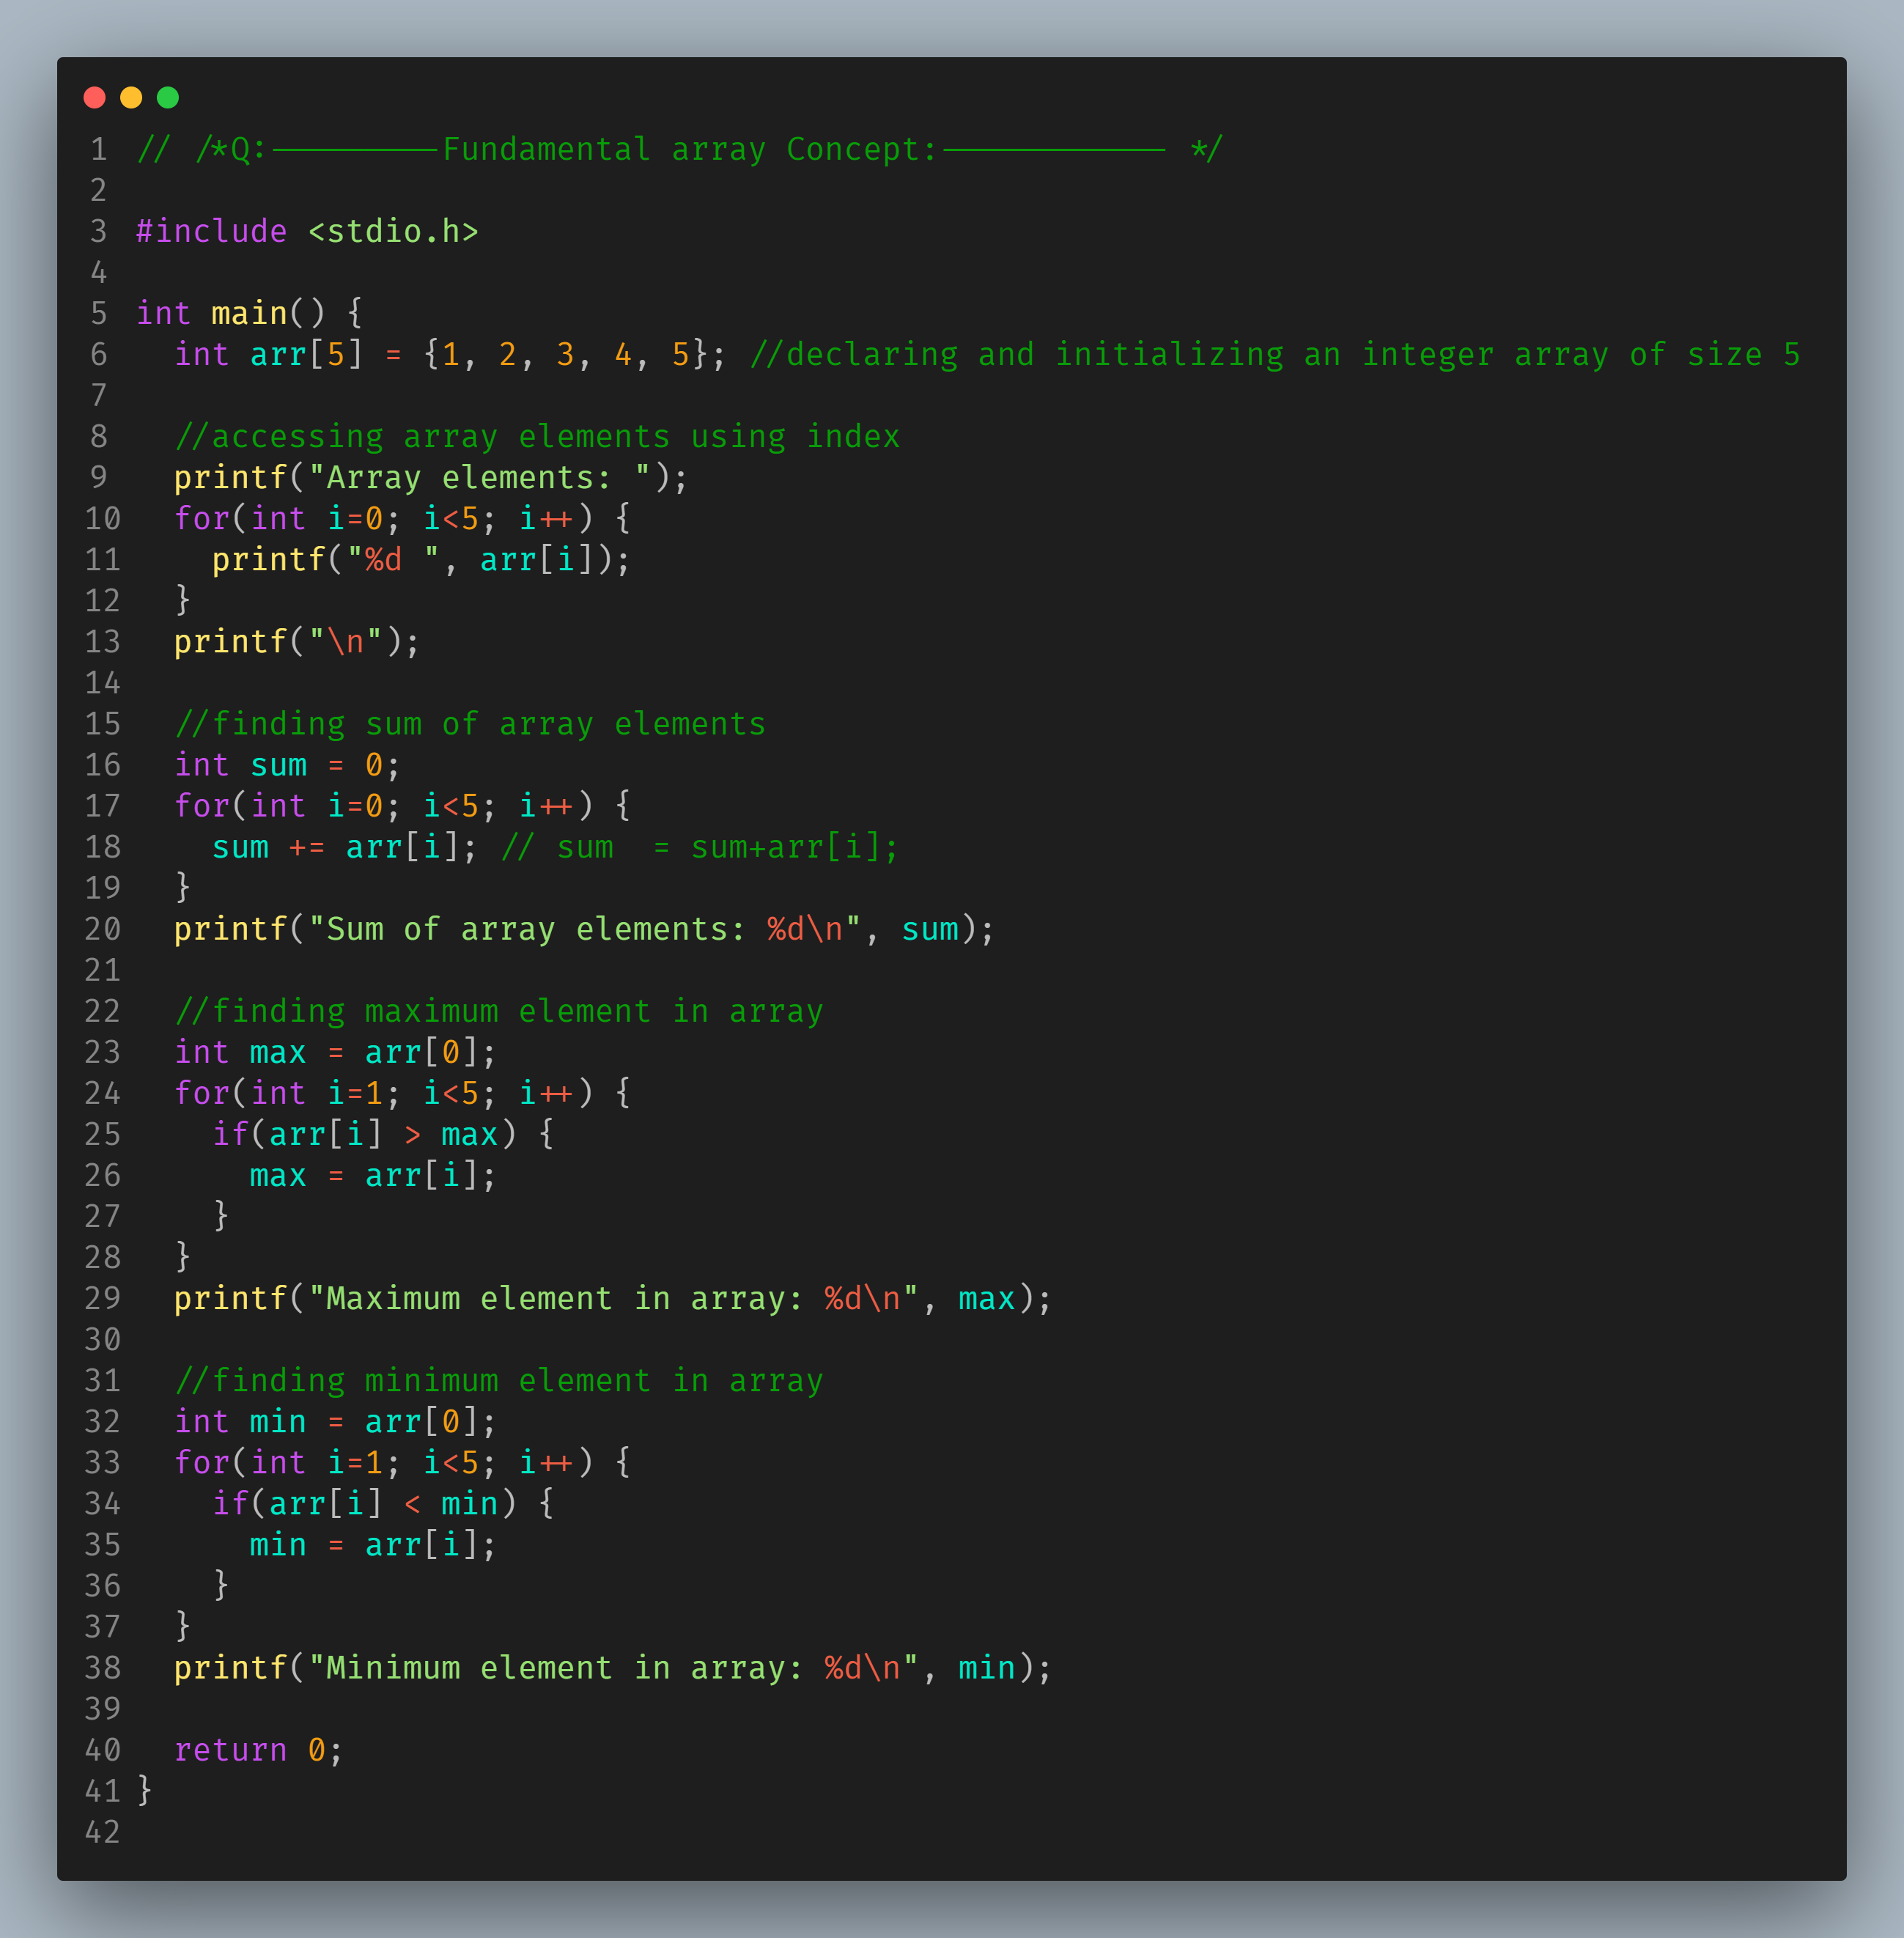 1 // /*Q:---------Fundamental array Concept:------------ */
2
3 #include <stdio.h>
4
5 int main() {
6   int arr[5] = {1, 2, 3, 4, 5}; //declaring and initializing an integer array of size 5
7
8   //accessing array elements using index
9   printf("Array elements: ");
10   for(int i=0; i<5; i++) {
11     printf("%d ", arr[i]);
12   }
13   printf("\n");
14
15   //finding sum of array elements
16   int sum = 0;
17   for(int i=0; i<5; i++) {
18     sum += arr[i]; // sum  = sum+arr[i];
19   }
20   printf("Sum of array elements: %d\n", sum);
21
22   //finding maximum element in array
23   int max = arr[0];
24   for(int i=1; i<5; i++) {
25     if(arr[i] > max) {
26       max = arr[i];
27     }
28   }
29   printf("Maximum element in array: %d\n", max);
30
31   //finding minimum element in array
32   int min = arr[0];
33   for(int i=1; i<5; i++) {
34     if(arr[i] < min) {
35       min = arr[i];
36     }
37   }
38   printf("Minimum element in array: %d\n", min);
39
40   return 0;
41 }
42